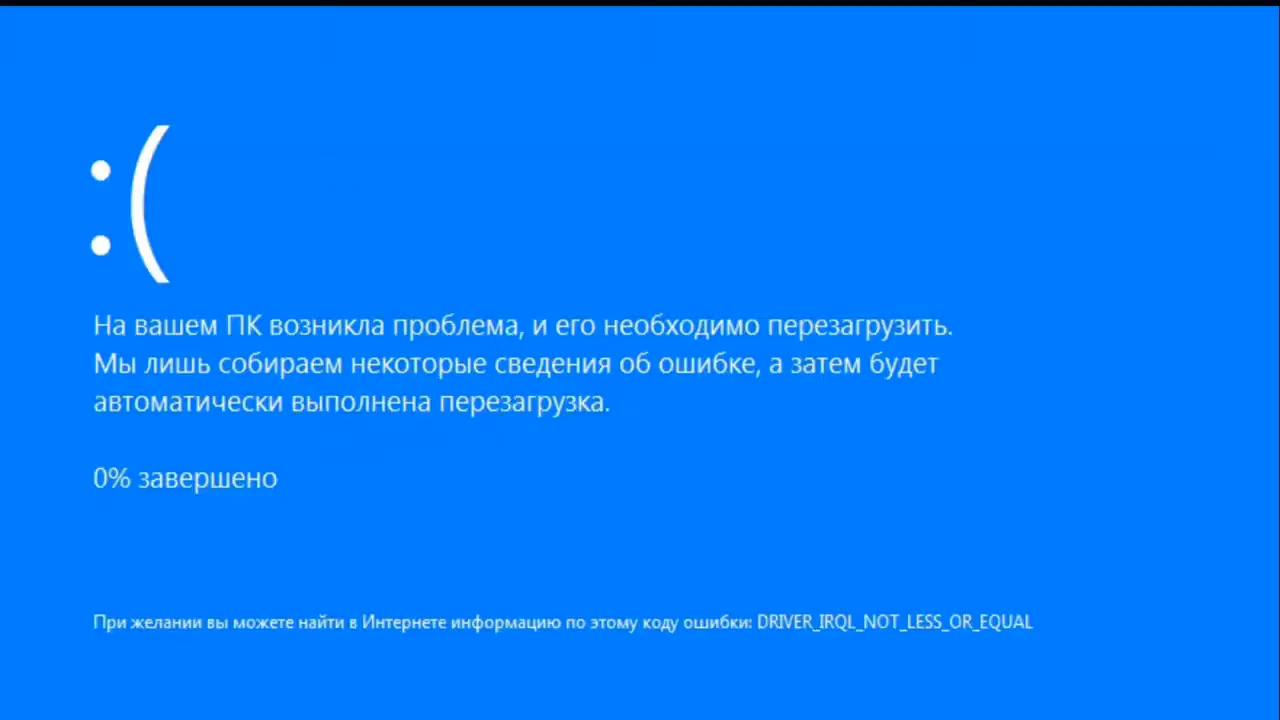 :(
На вашем ПК возникла проблема, и его необходимо перезагрузить.
Мы лишь собираем некоторые сведения об ошибке, а затем будет
автоматически выполнена перезагрузка.
0% завершено
При желании вы можете найти в Интернете информацию по этому коду ошибки: DRIVER_IRQL_NOT_LESS_OR_EQUAL